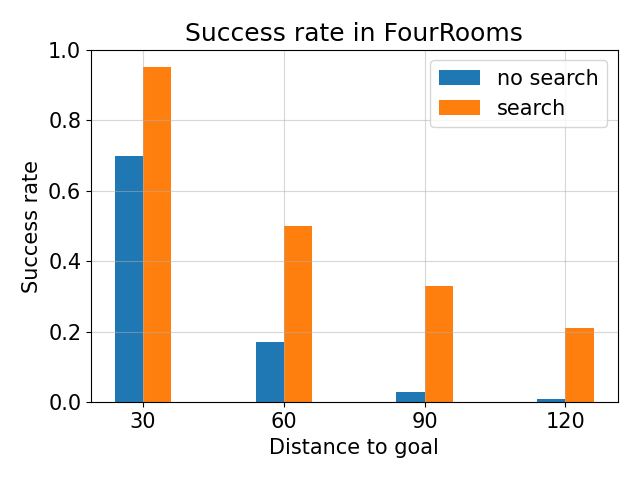 Success rate in FourRooms
no search
search
Success rate
1.0
0.8
0.6
0.4
0.2
0.0
30 60 90 120
Distance to goal